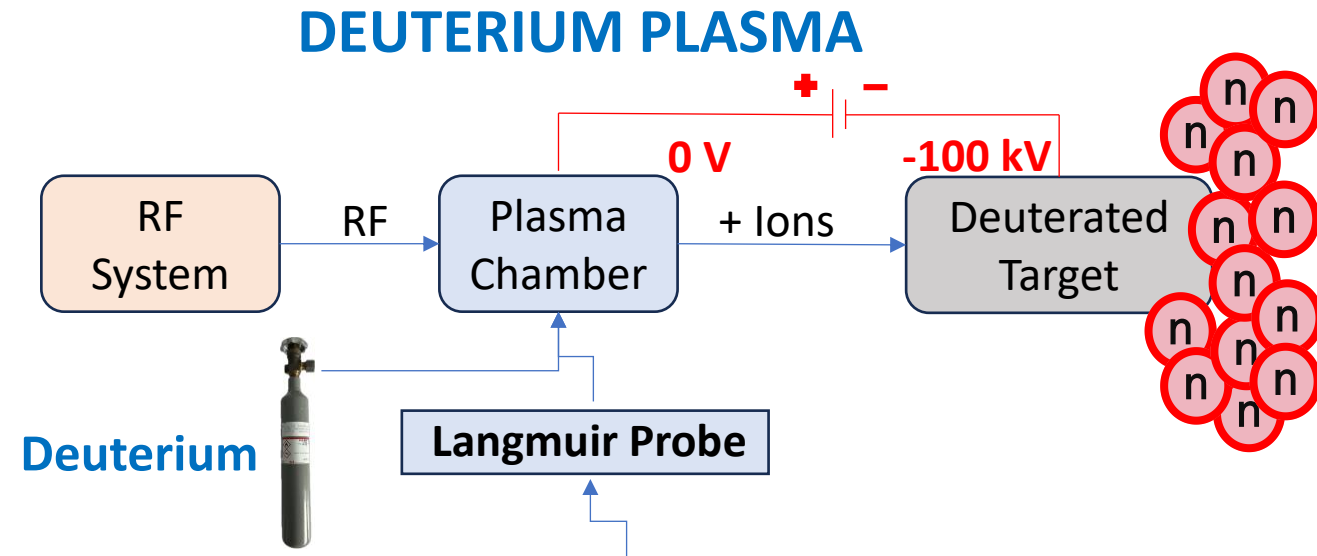 DEUTERIUM PLASMA
+ −
0 V
-100 kV
RF
System
RF
Plasma
Chamber
+ Ions
Deuterated
Target
n
n
n
n
n
n
n
n
n
n
n
n
n
n
Deuterium
Langmuir Probe